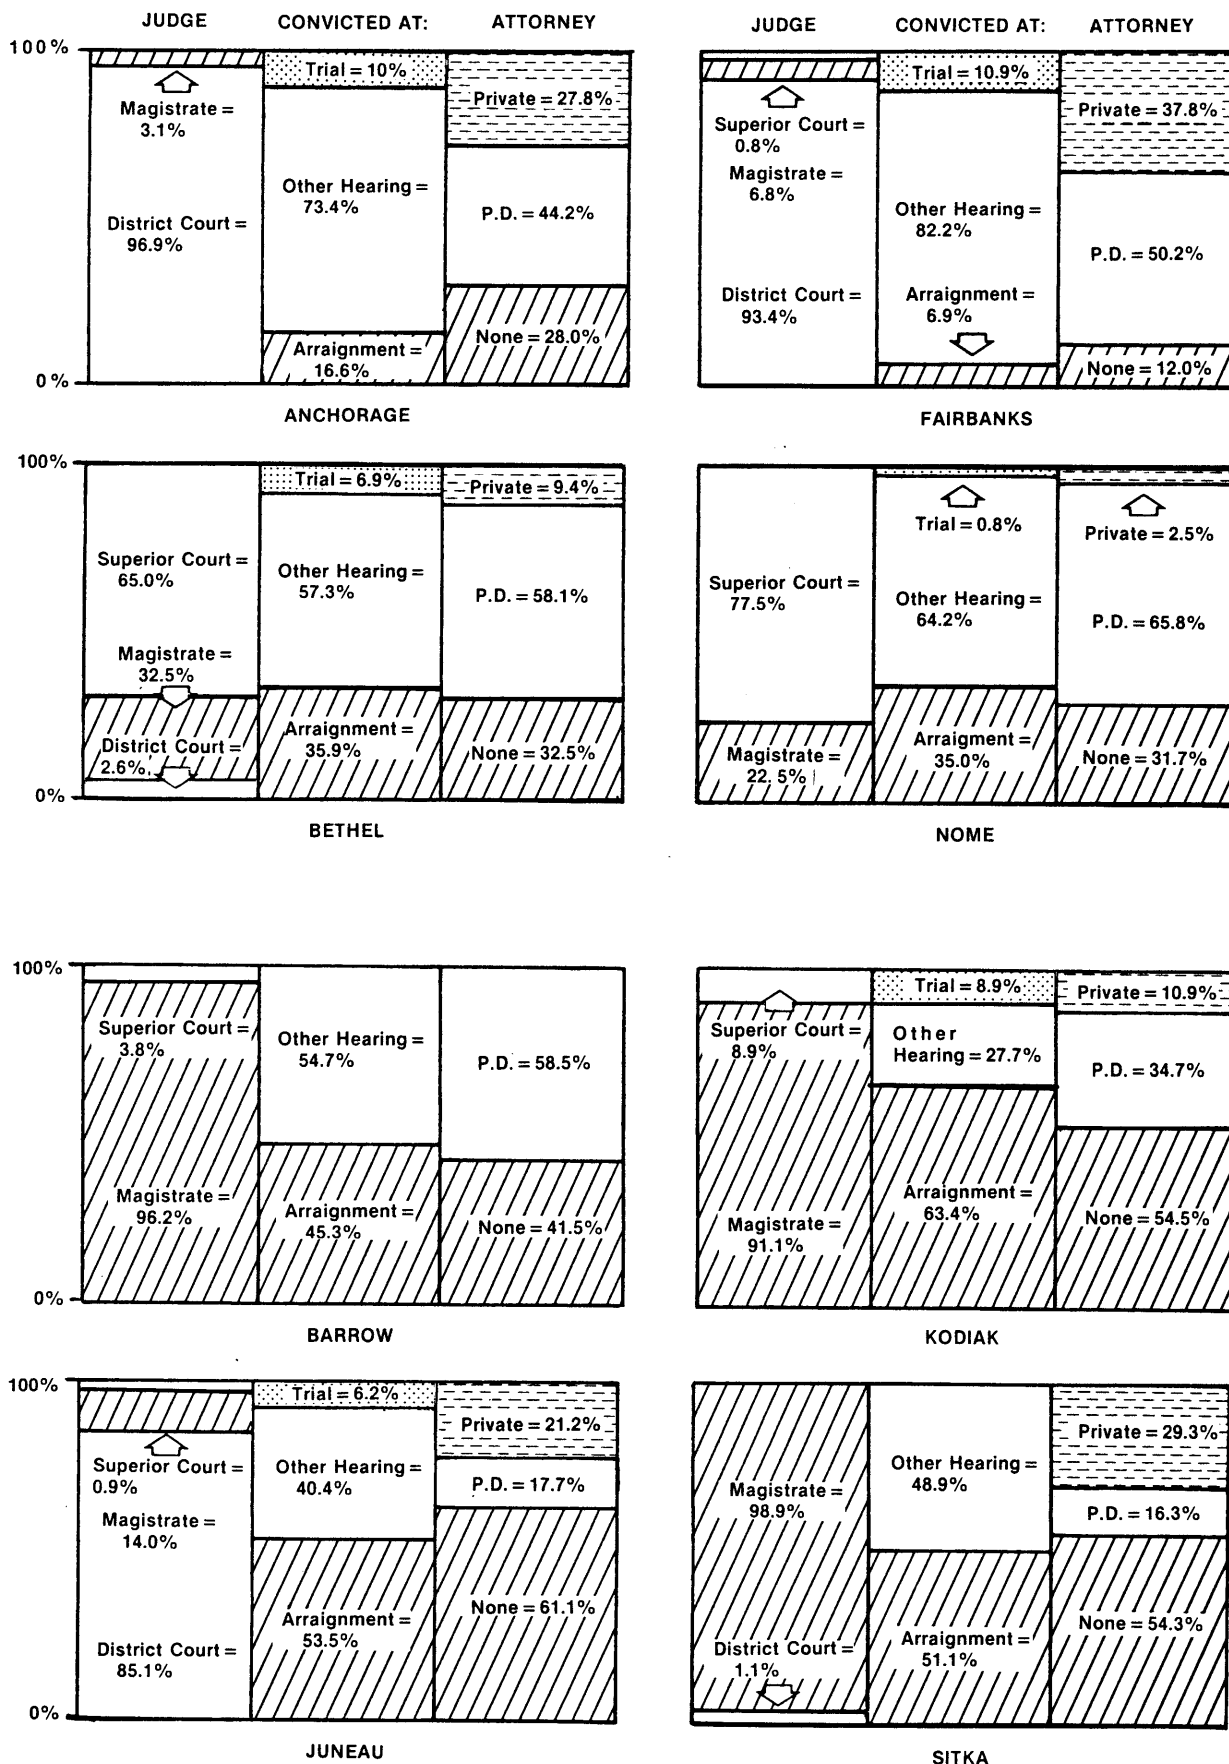 JUDGE CONVICTED AT: ATTORNEY
100%
Trial = 10%
Private = 27.8%
Magistrate =
3.1%
Other Hearing =
73.4%
P.D. = 44.2%
District Court =
96.9%
None = 28.0%
Arraignment =
16.6%
0%
ANCHORAGE
JUDGE CONVICTED AT: ATTORNEY
Trial = 10.9%
Private = 37.8%
Superior Court =
0.8%
Magistrate =
6.8%
Other Hearing =
82.2%
P.D. = 50.2%
District Court =
93.4%
Arraignment =
6.9%
None = 12.0%
FAIRBANKS
100%
Trial = 6.9%
Private = 9.4%
Superior Court =
65.0%
Other Hearing =
57.3%
P.D. = 58.1%
Magistrate =
32.5%
District Court =
2.6%
Arraignment =
35.9%
None = 32.5%
0%
BETHEL
Trial = 0.8%
Private = 2.5%
Superior Court =
77.5%
Other Hearing =
64.2%
P.D. = 65.8%
Magistrate =
22.5%
Arraigment =
35.0%
None = 31.7%
NOME
100%
Superior Court =
3.8%
Other Hearing =
54.7%
P.D. = 58.5%
Magistrate =
96.2%
Arraignment =
45.3%
None = 41.5%
0%
BARROW
Trial = 8.9%
Private = 10.9%
Superior Court =
8.9%
Other
Hearing = 27.7%
P.D. = 34.7%
Magistrate =
91.1%
Arraignment =
63.4%
None = 54.5%
KODIAK
100%
Trial = 6.2%
Private = 21.2%
Superior Court =
0.9%
Other Hearing =
40.4%
P.D. = 17.7%
Magistrate =
14.0%
District Court =
85.1%
Arraignment =
53.5%
None = 61.1%
0%
JUNEAU
Private = 29.3%
Other Hearing =
48.9%
Magistrate =
98.9%
P.D. = 16.3%
District Court =
1.1%
Arraignment =
51.1%
None = 54.3%
SITKA